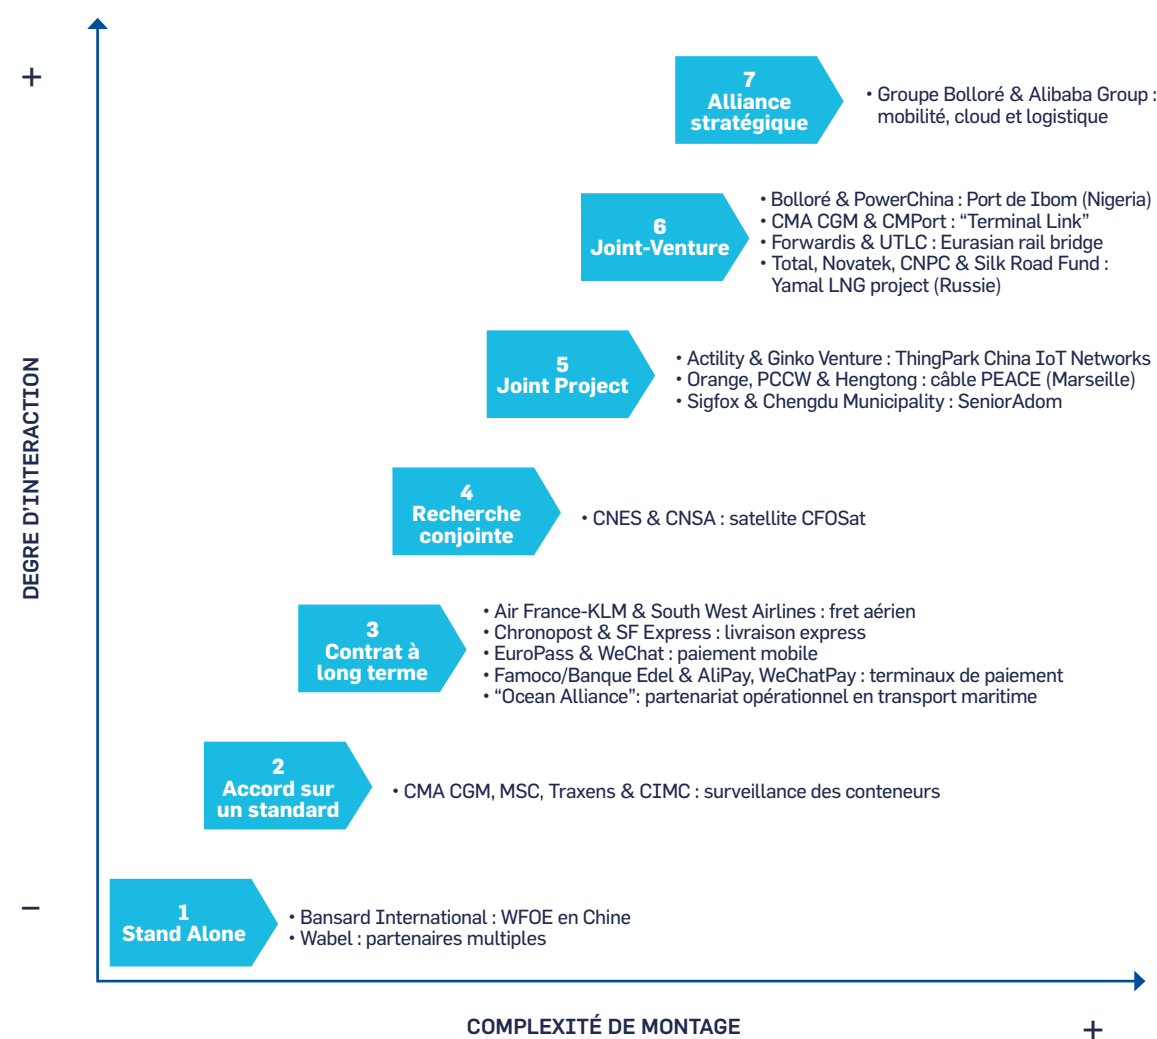 +
7
Alliance
stratégique
• Groupe Bolloré & Alibaba Group :
mobilité, cloud et logistique
6
Joint-Venture
• Bolloré & PowerChina : Port de Ibom (Nigeria)
• CMA CGM & CMPort : “Terminal Link”
• Forwardis & UTLC : Eurasian rail bridge
• Total, Novatek, CNPC & Silk Road Fund :
Yamal LNG project (Russie)
5
Joint Project
• Actility & Ginko Venture : ThingPark China IoT Networks
• Orange, PCCW & Hengtong : câble PEACE (Marseille)
• Sigfox & Chengdu Municipality : SeniorAdom
DEGRE D'INTERACTION
4
Recherche
conjointe
• CNES & CNSA : satellite CFOSat
3
Contrat à
long terme
• Air France-KLM & South West Airlines : fret aérien
• Chronopost & SF Express : livraison express
• EuroPass & WeChat : paiement mobile
• Famoco/Banque Edel & AliPay, WeChatPay : terminaux de paiement
• “Ocean Alliance”: partenariat opérationnel en transport maritime
2
Accord sur
un standard
• CMA CGM, MSC, Traxens & CIMC : surveillance des conteneurs
–
1
Stand Alone
• Bansard International : WFOE en Chine
• Wabel : partenaires multiples
COMPLEXITÉ DE MONTAGE
+